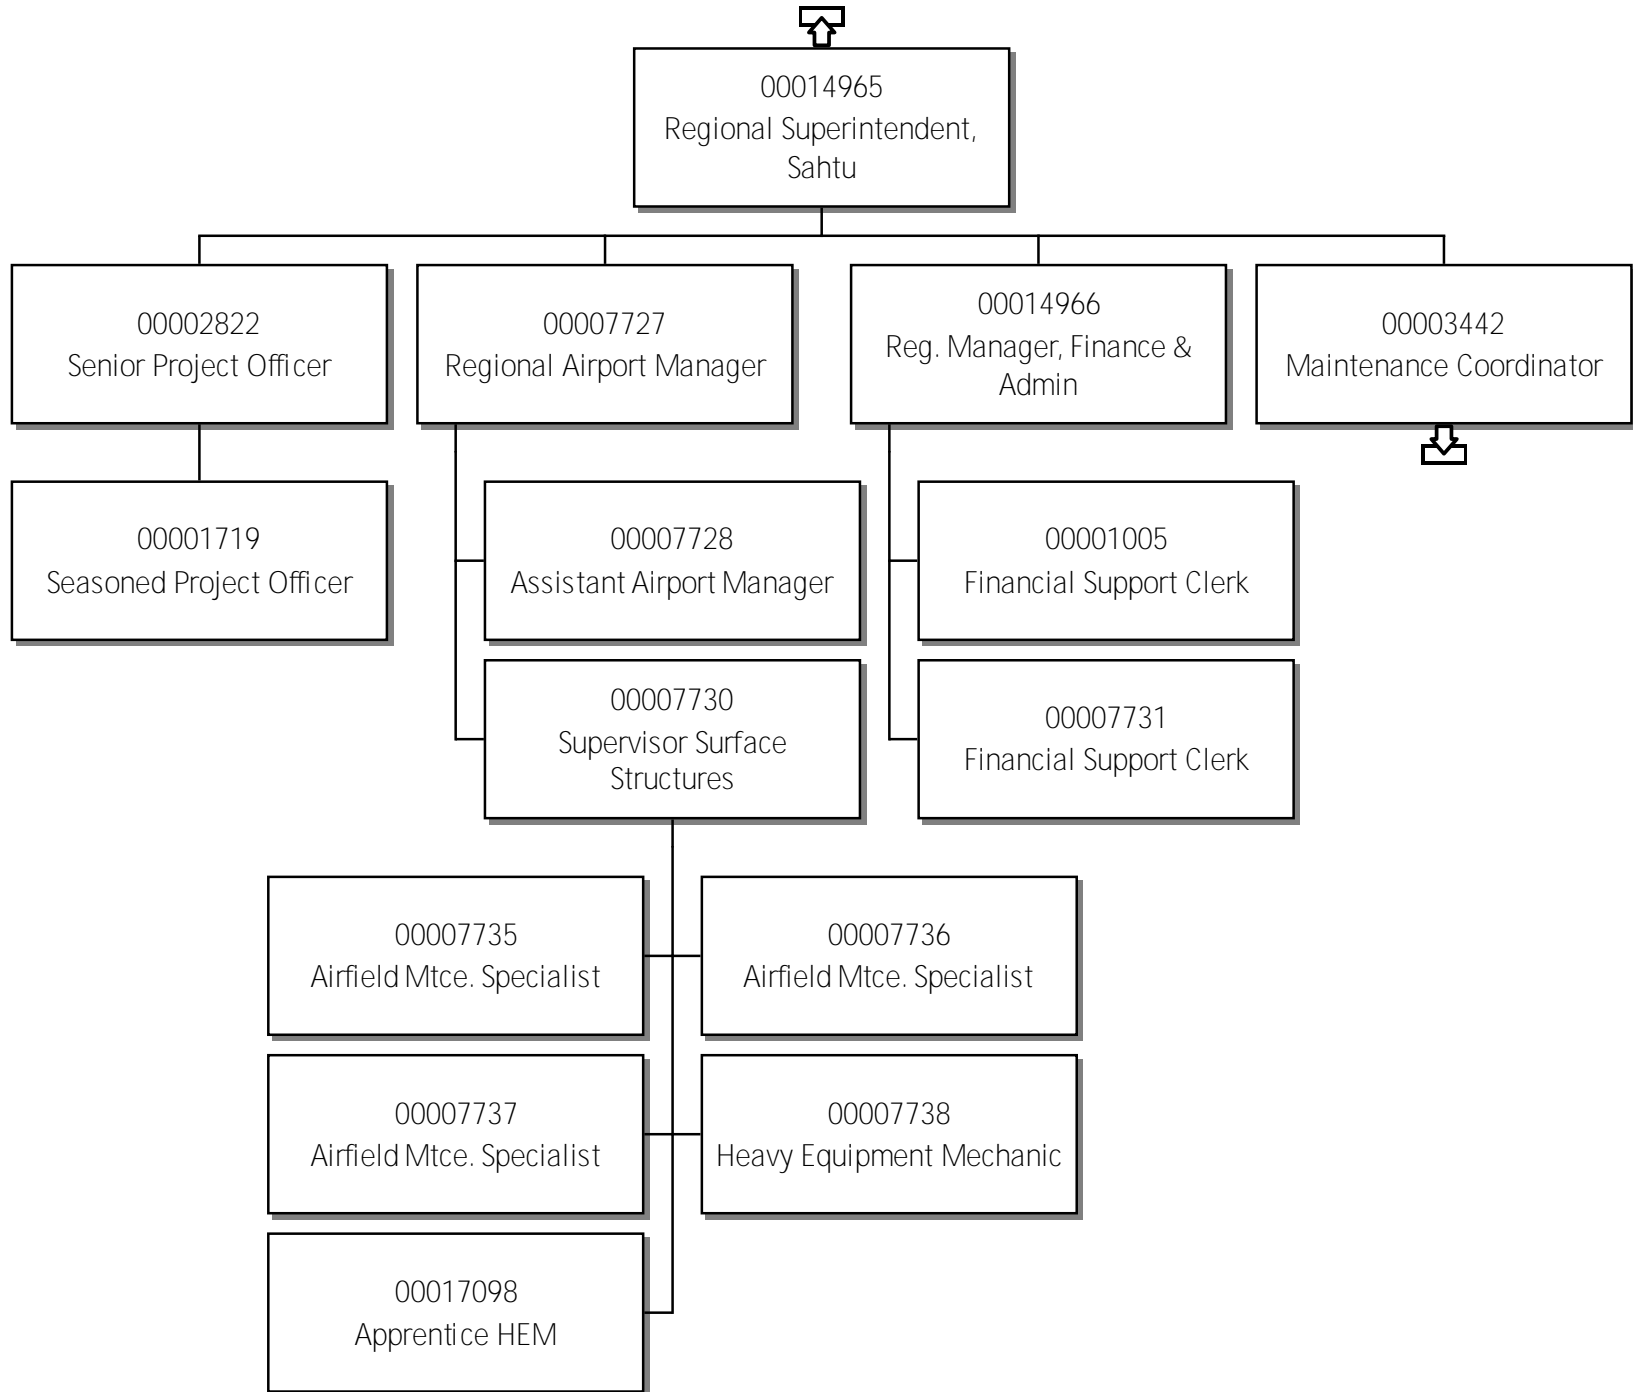 00014965
Regional Superintendent,
Sahtu
00002822
Senior Project Officer
00007727
Regional Airport Manager
00014966
Reg. Manager, Finance &
Admin
00003442
Maintenance Coordinator
00001719
Seasoned Project Officer
00007728
Assistant Airport Manager
00001005
Financial Support Clerk
00007730
Supervisor Surface
Structures
00007731
Financial Support Clerk
00007735
Airfield Mtce. Specialist
00007736
Airfield Mtce. Specialist
00007737
Airfield Mtce. Specialist
00007738
Heavy Equipment Mechanic
00017098
Apprentice HEM